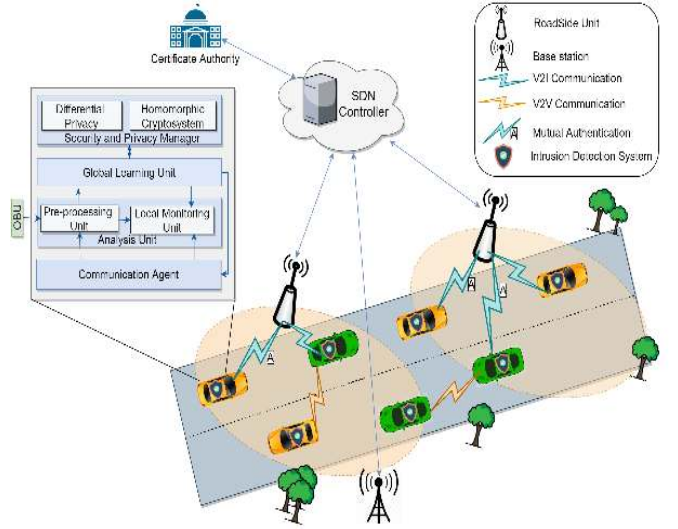 Certificate Authority
SDN
Controller
RoadSide Unit
Base station
V2I Communication
V2V Communication
A
Mutual Authentication
Intrusion Detection System
Differential
Privacy
Homomorphic
Cryptosystem
Security and Privacy Manager
Global Learning Unit
OBU
Pre-processing
Unit
Local Monitoring
Unit
Analysis Unit
Communication Agent
A
A
A